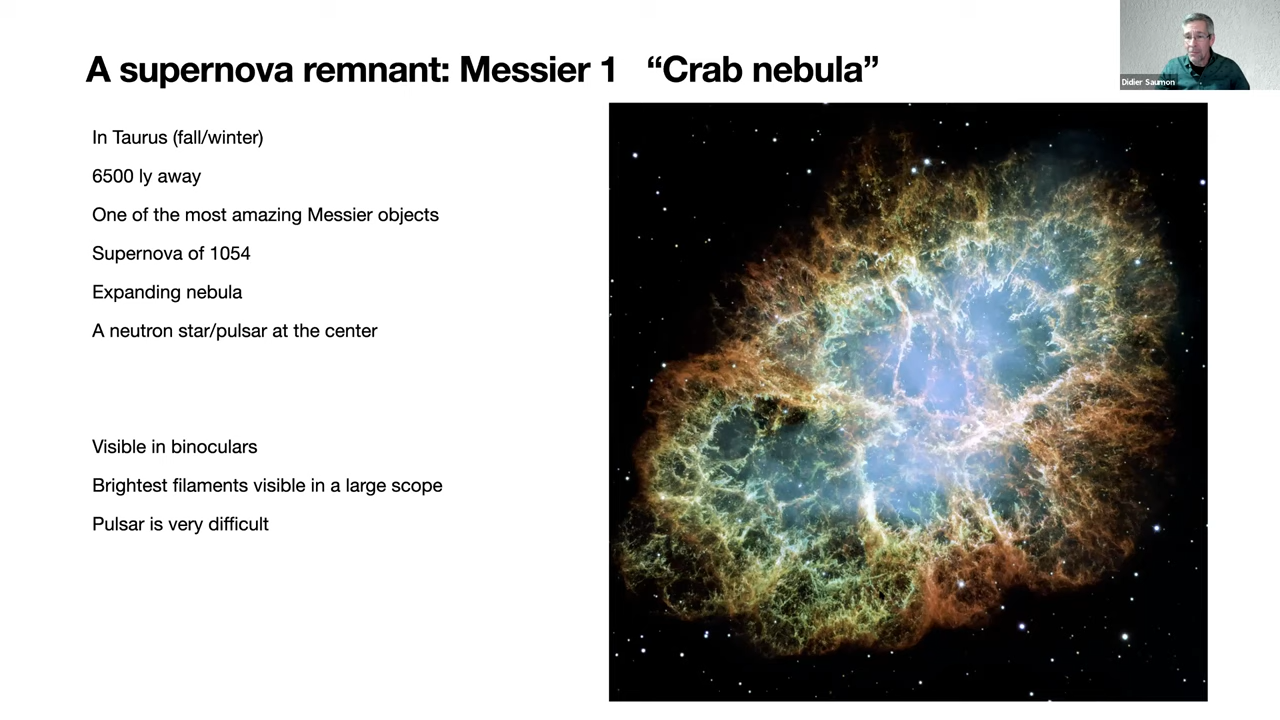 A supernova remnant: Messier 1 “Crab nebula”
Didier Saumon
In Taurus (fall/winter)
6500 ly away
One of the most amazing Messier objects
Supernova of 1054
Expanding nebula
A neutron star/pulsar at the center
Visible in binoculars
Brightest filaments visible in a large scope
Pulsar is very difficult